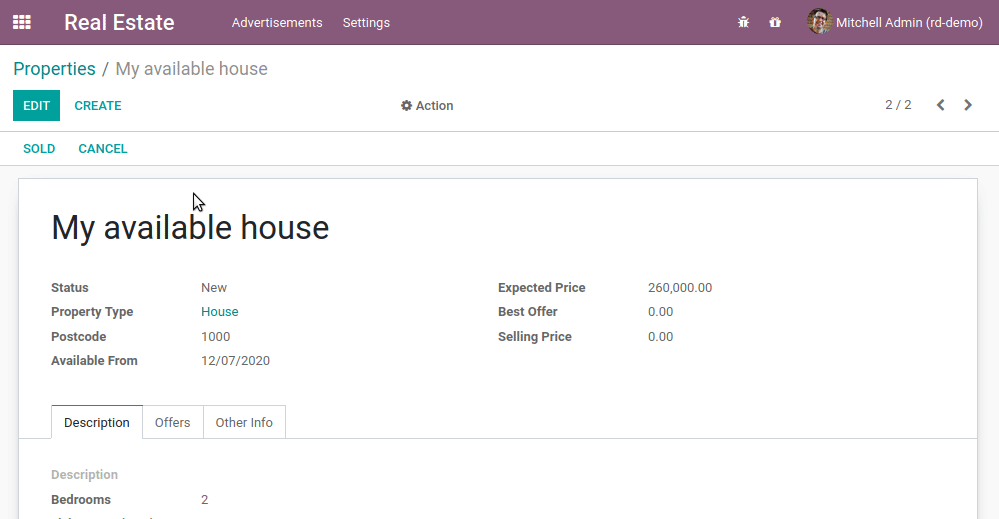 Real Estate Advertisements Settings Mitchell Admin (rd-demo)
Properties / My available house
EDIT CREATE Action 2 / 2
SOLD CANCEL
My available house
Status New Expected Price 260,000.00
Property Type House Best Offer 0.00
Postcode 1000 Selling Price 0.00
Available From 12/07/2020
Description Offers Other Info
Description
Bedrooms 2